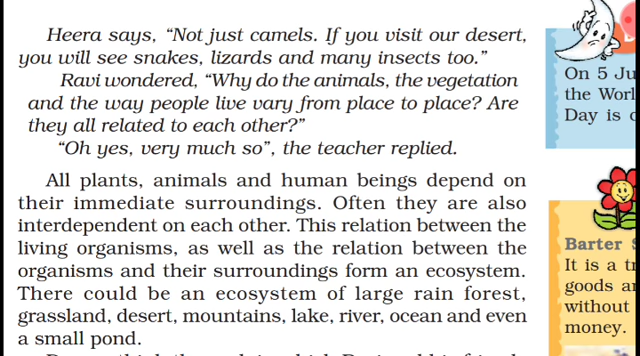 Heera says, “Not just camels. If you visit our desert,
you will see snakes, lizards and many insects too.”
Ravi wondered, “Why do the animals, the vegetation
and the way people live vary from place to place? Are
they all related to each other?”
“Oh yes, very much so”, the teacher replied.
All plants, animals and human beings depend on
their immediate surroundings. Often they are also
interdependent on each other. This relation between the
living organisms, as well as the relation between the
organisms and their surroundings form an ecosystem.
There could be an ecosystem of large rain forest,
grassland, desert, mountains, lake, river, ocean and even
a small pond.
On 5 Ju
the Worl
Day is
Barter
It is a
goods
without
money.